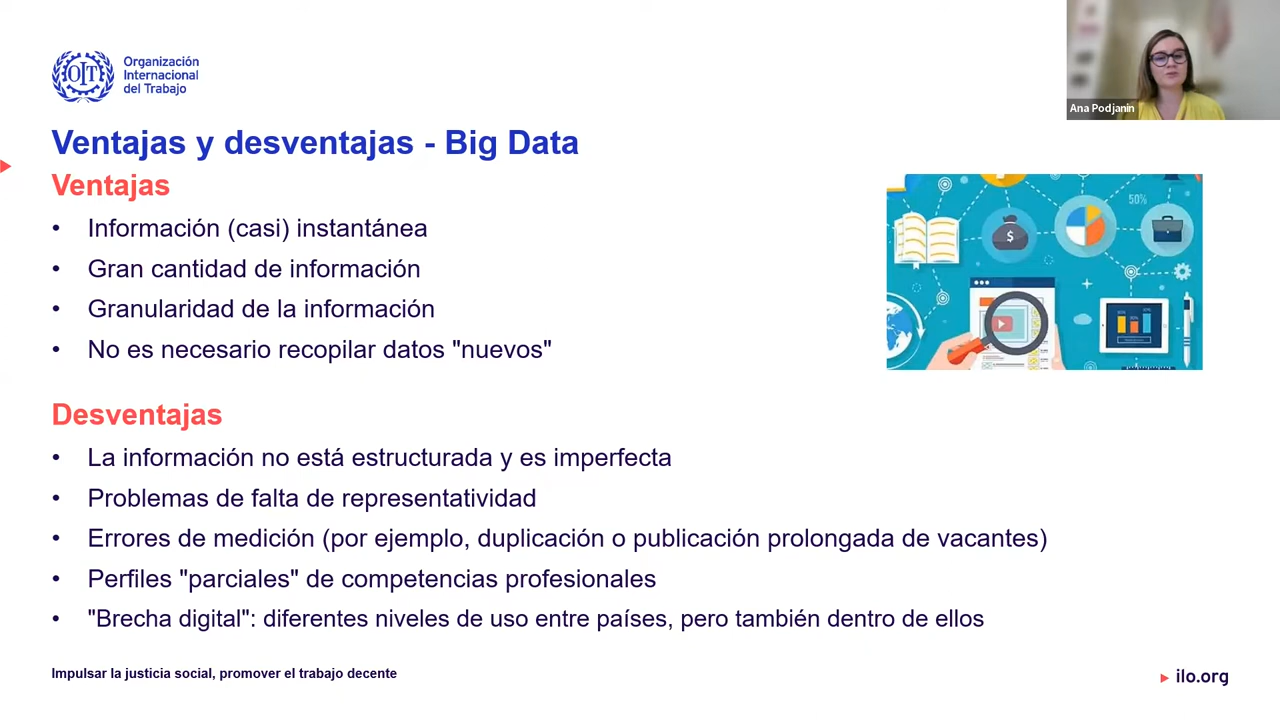 OIT
Organización
Internacional
del Trabajo
Ana Podjanin
Ventajas y desventajas - Big Data
Ventajas
• Información (casi) instantánea
• Gran cantidad de información
• Granularidad de la información
• No es necesario recopilar datos "nuevos"
50%
$
Desventajas
• La información no está estructurada y es imperfecta
• Problemas de falta de representatividad
• Errores de medición (por ejemplo, duplicación o publicación prolongada de vacantes)
• Perfiles "parciales" de competencias profesionales
• "Brecha digital": diferentes niveles de uso entre países, pero también dentro de ellos
Impulsar la justicia social, promover el trabajo decente
ilo.org